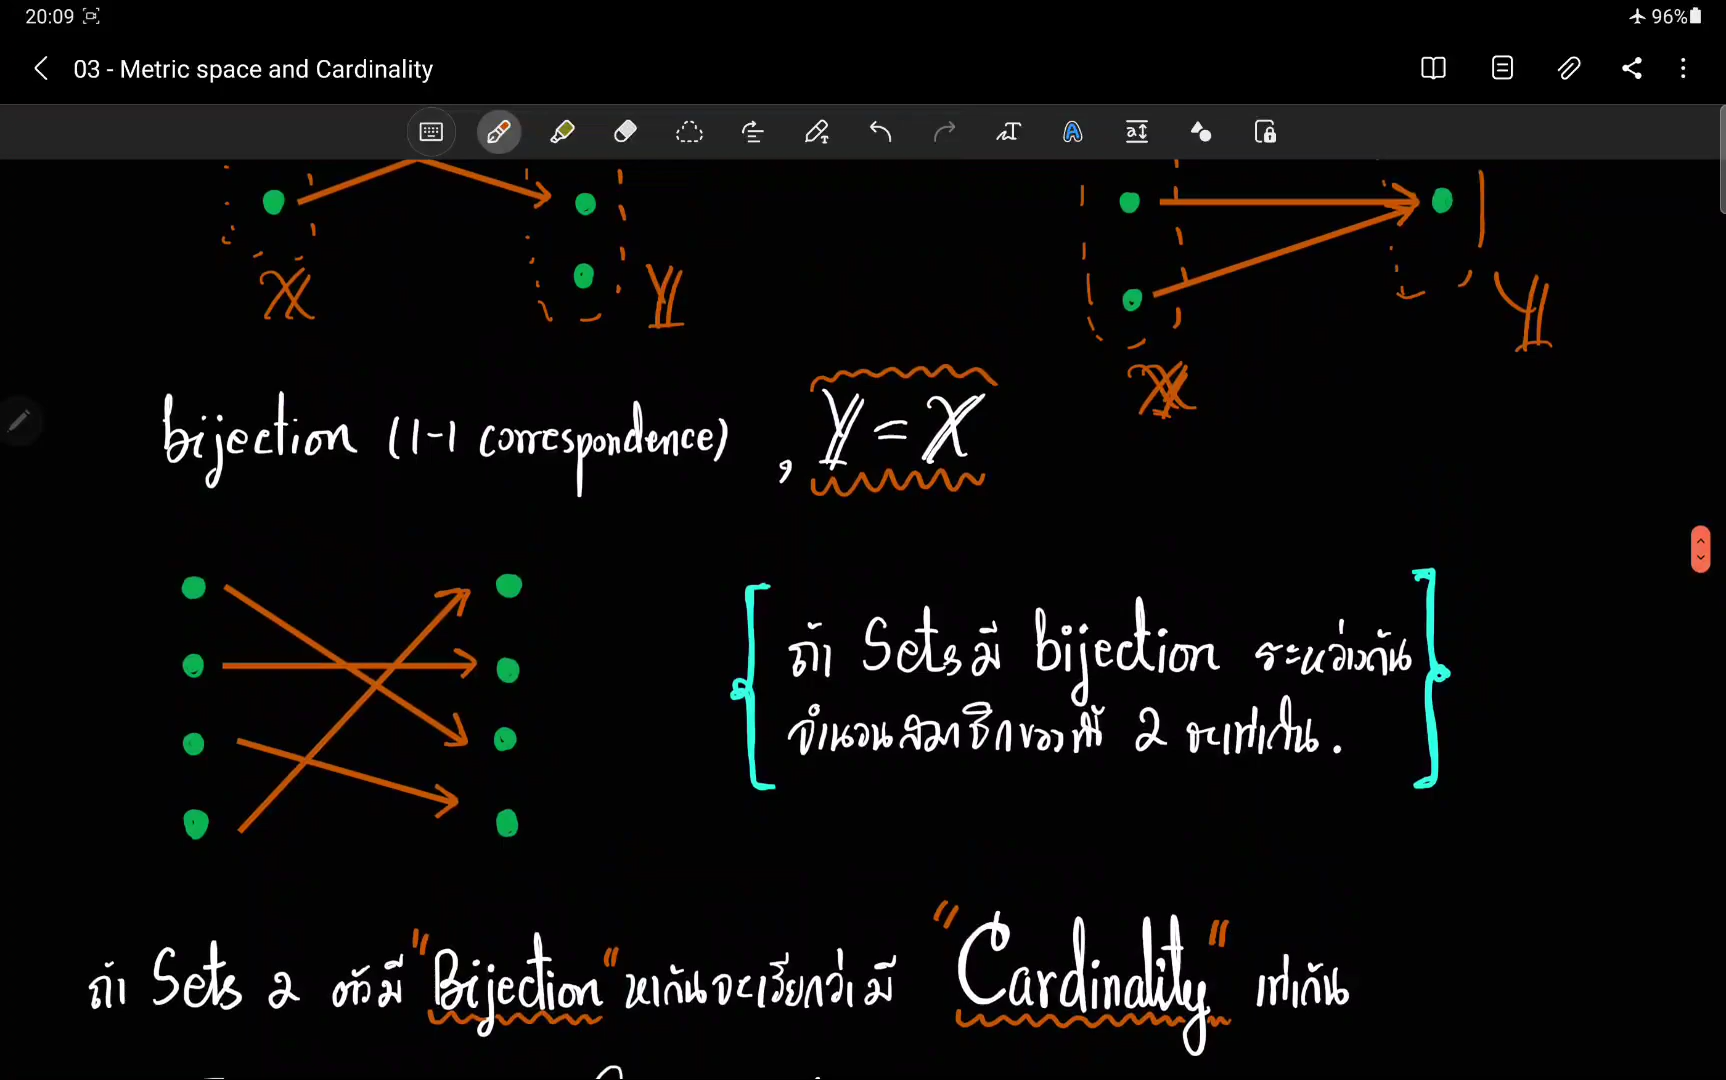 20:09
96%
03 - Metric space and Cardinality
X
Y
X
Y
bijection (1-1 correspondence) , Y = X
ถ้า Sets มี bijection ระหว่างกัน
จำนวนสมาชิกของทั้ง 2 จะเท่ากัน.
ถ้า Sets 2 ตัวมี "Bijection" หากันจะเรียกว่ามี "Cardinality" เท่ากัน